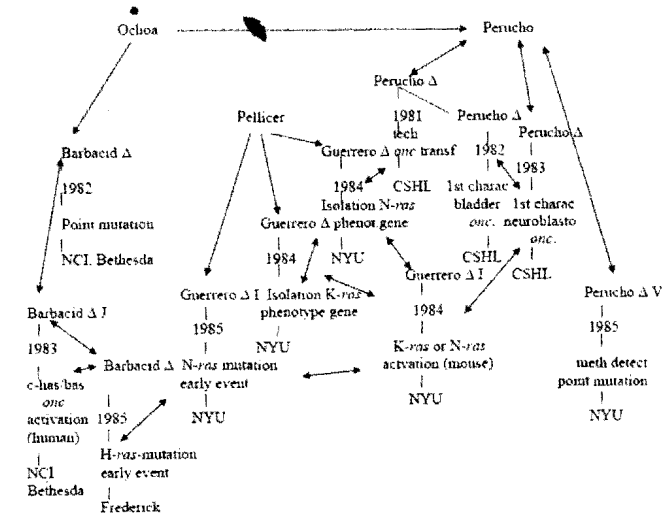 Ochoa
Perucho
Perucho Δ
1981
tech
onc transf
CSHL
Pellicer
Perucho Δ
1982
1st charac
bladder
onc.
CSHL
Perucho Δ
1983
1st charac
neuroblasto
onc.
CSHL
Barbacid Δ
1982
Point mutation
NCI. Bethesda
Guerrero Δ
1984
Isolation N-ras
phenot.gene
NYU
Guerrero Δ
1984
Isolation K-ras
phenotype gene
NYU
Guerrero Δ I
1984
K-ras or N-ras
actvation (mouse)
NYU
Perucho Δ V
1985
meth detect
point mutation
NYU
Barbacid Δ I
1983
c-has/bas
onc
activation
(human)
NCI
Bethesda
Guerrero Δ I
1985
N-ras mutation
early event
NYU
Barbacid Δ
1985
H-ras-mutation
early event
Frederick